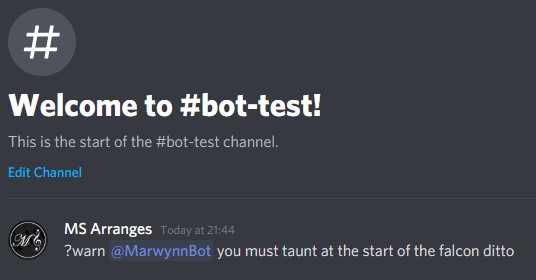 #
Welcome to #bot-test!
This is the start of the #bot-test channel.
Edit Channel
MS Arranges Today at 21:44
?warn @MarwynnBot you must taunt at the start of the falcon ditto